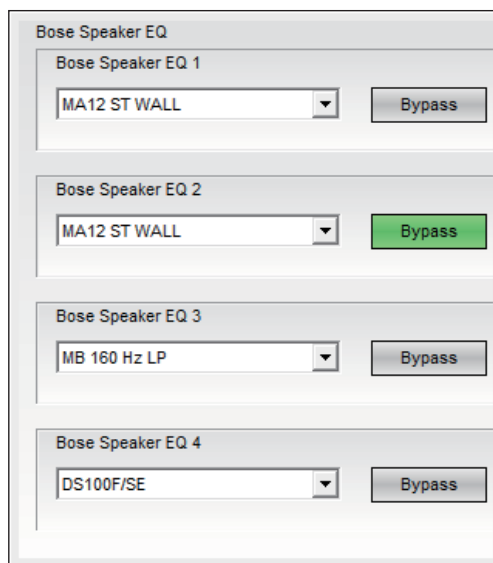 Bose Speaker EQ
Bose Speaker EQ 1
MA12 ST WALL Bypass
Bose Speaker EQ 2
MA12 ST WALL Bypass
Bose Speaker EQ 3
MB 160 Hz LP Bypass
Bose Speaker EQ 4
DS100F/SE Bypass